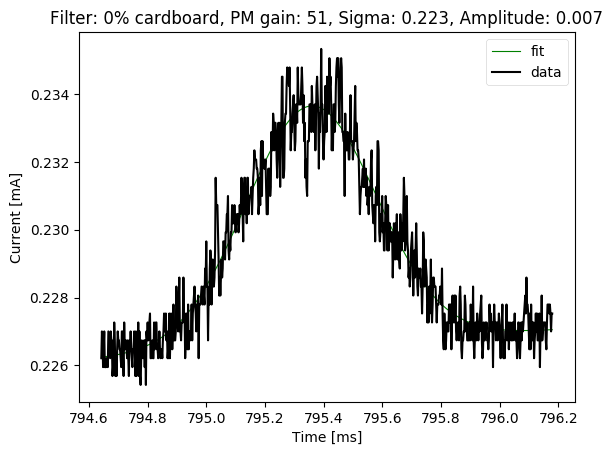 Filter: 0% cardboard, PM gain: 51, Sigma: 0.223, Amplitude: 0.007
fit
data
Current [mA]
0.234
0.232
0.230
0.228
0.226
794.6 794.8 795.0 795.2 795.4 795.6 795.8 796.0 796.2
Time [ms]